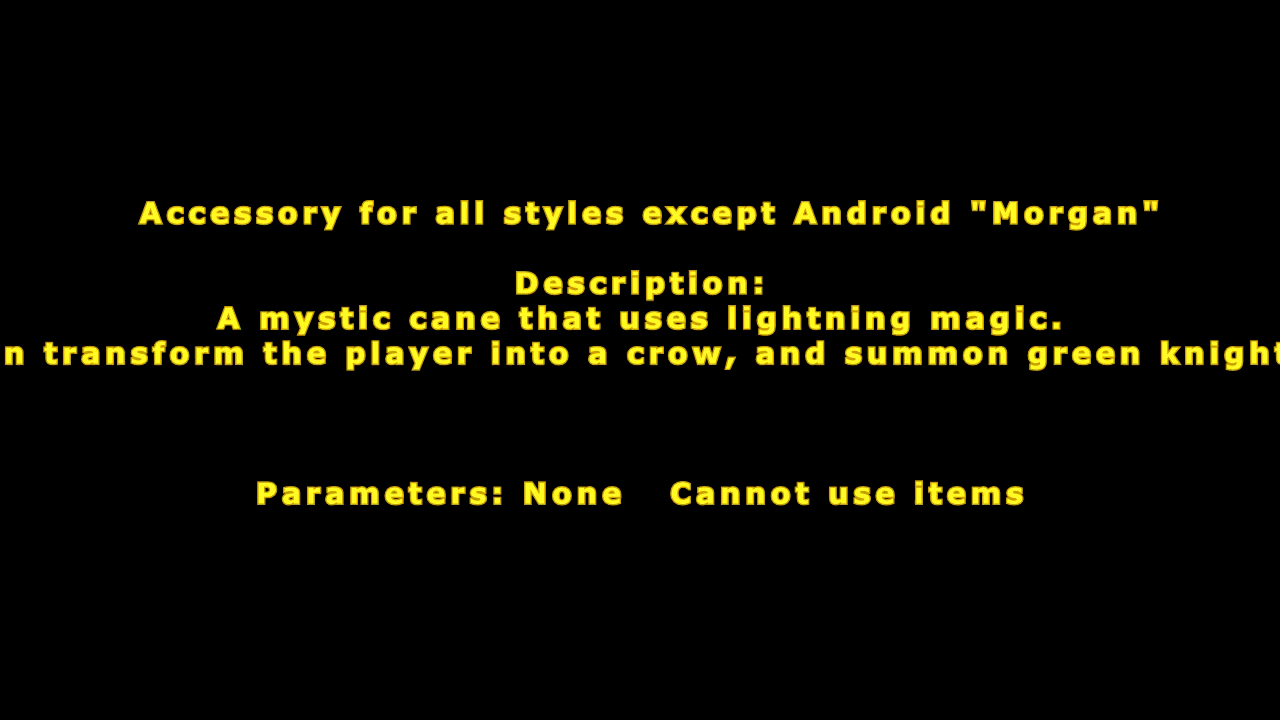 Accessory for all styles except Android "Morgan"
Description:
A mystic cane that uses lightning magic.
n transform the player into a crow, and summon green knight
Parameters: None Cannot use items